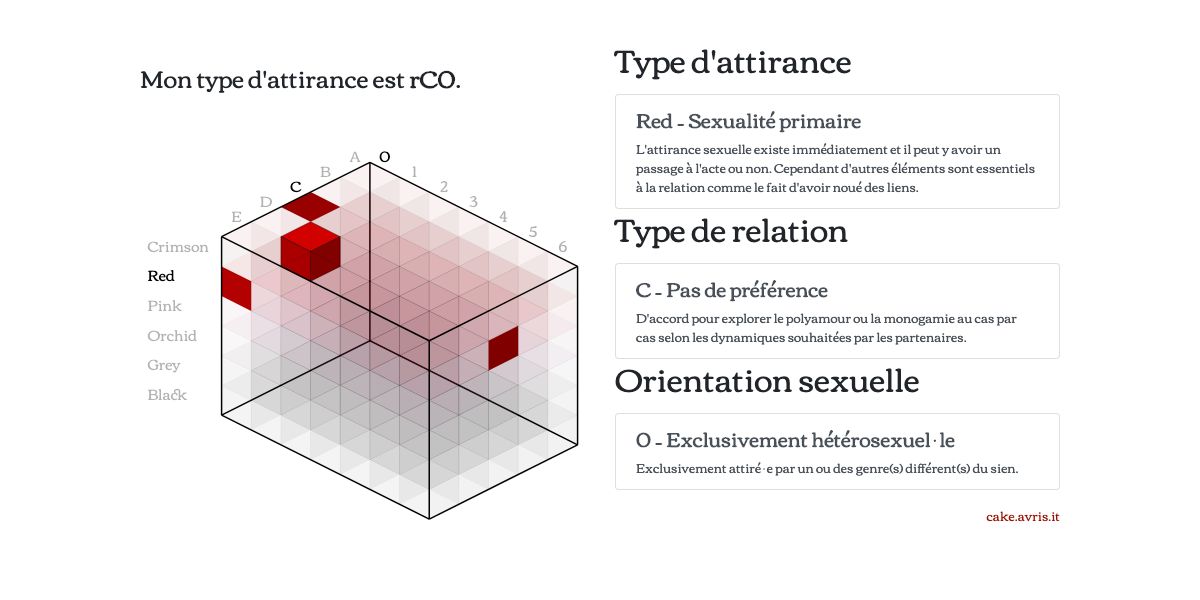 Mon type d'attirance est rCO.
A
O
B
1
C
2
D
3
E
4
5
6
Crimson
Red
Pink
Orchid
Grey
Black
Type d'attirance
Red - Sexualité primaire
L'attirance sexuelle existe immédiatement et il peut y avoir un
passage à l'acte ou non. Cependant d'autres éléments sont essentiels
à la relation comme le fait d'avoir noué des liens.
Type de relation
C - Pas de préférence
D'accord pour explorer le polyamour ou la monogamie au cas par
cas selon les dynamiques souhaitées par les partenaires.
Orientation sexuelle
0 - Exclusivement hétérosexuel·le
Exclusivement attiré·e par un ou des genre(s) différent(s) du sien.
cake.avris.it